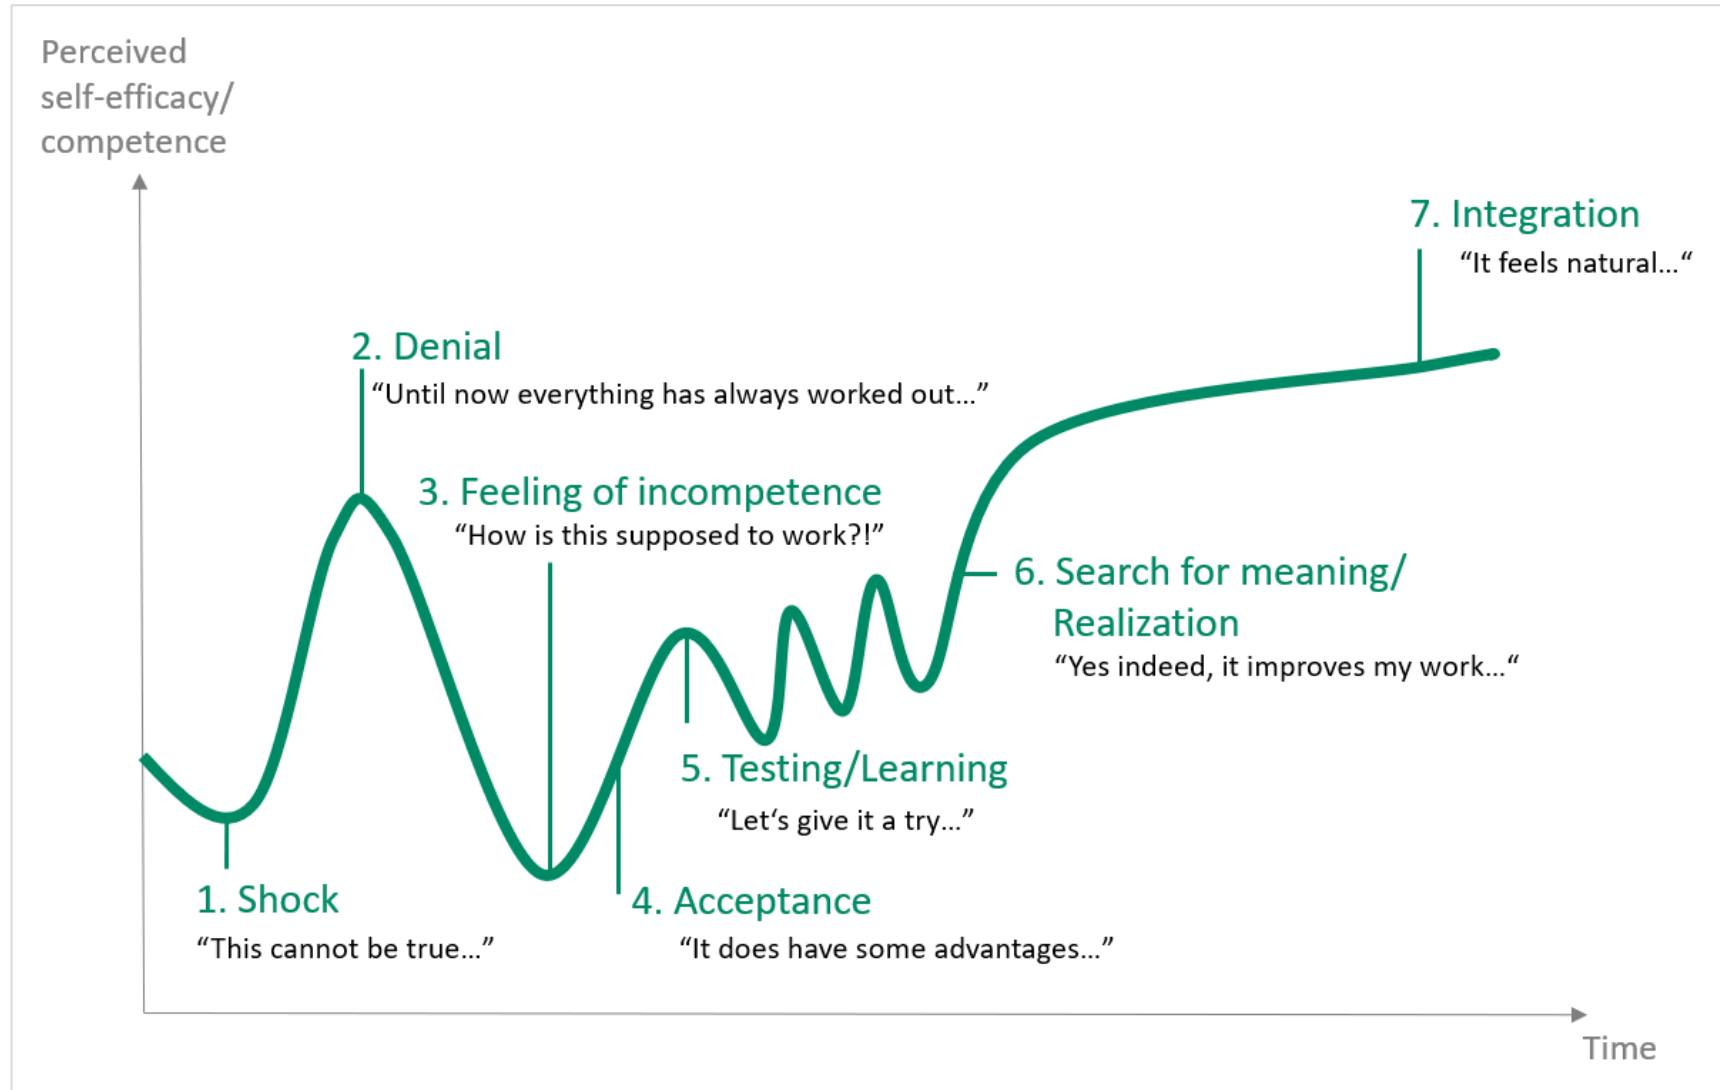 Perceived
self-efficacy/
competence
7. Integration
“It feels natural...“
2. Denial
“Until now everything has always worked out...”
3. Feeling of incompetence
“How is this supposed to work?!”
6. Search for meaning/
Realization
“Yes indeed, it improves my work...“
5. Testing/Learning
“Let‘s give it a try...”
1. Shock
“This cannot be true...”
4. Acceptance
“It does have some advantages...”
Time